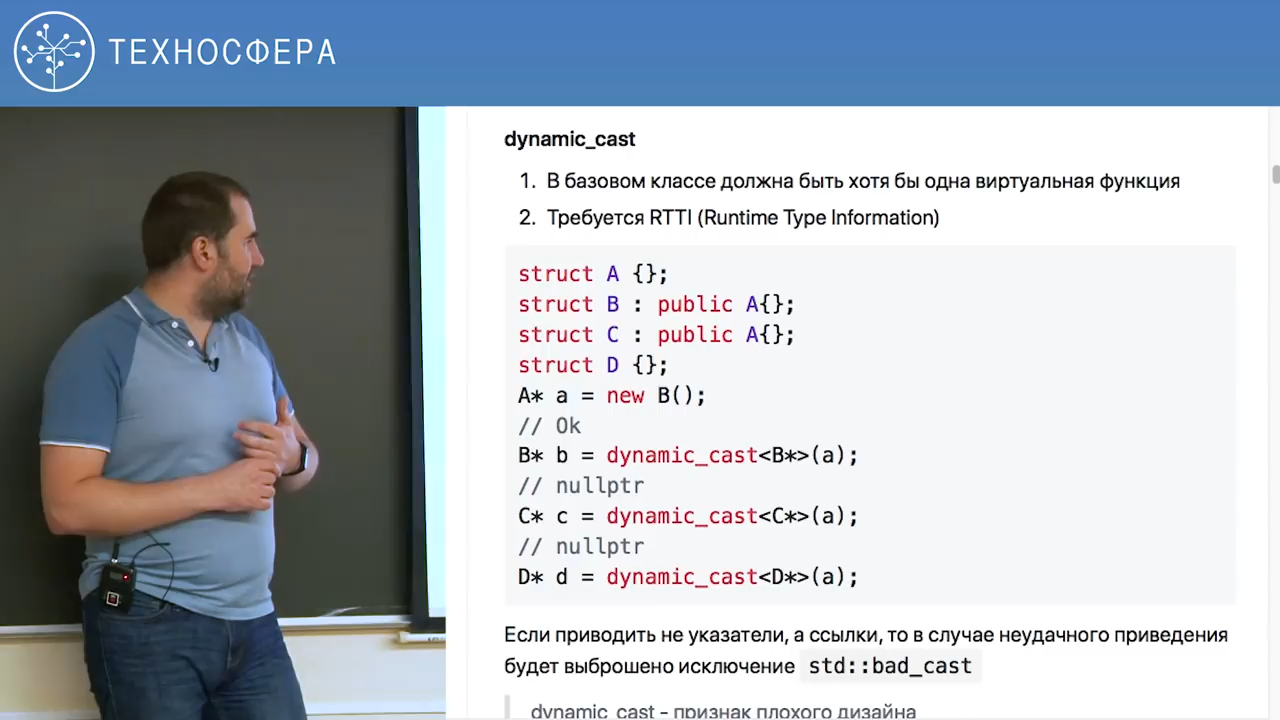 ТЕХНОСФЕРА
dynamic_cast
1. В базовом классе должна быть хотя бы одна виртуальная функция
2. Требуется RTTI (Runtime Type Information)
struct A {};
struct B : public A{};
struct C : public A{};
struct D {};
A* a = new B();
// Ok
B* b = dynamic_cast<B*>(a);
// nullptr
C* c = dynamic_cast<C*>(a);
// nullptr
D* d = dynamic_cast<D*>(a);
Если приводить не указатели, а ссылки, то в случае неудачного приведения
будет выброшено исключение std::bad_cast
dynamic_cast - признак плохого дизайна